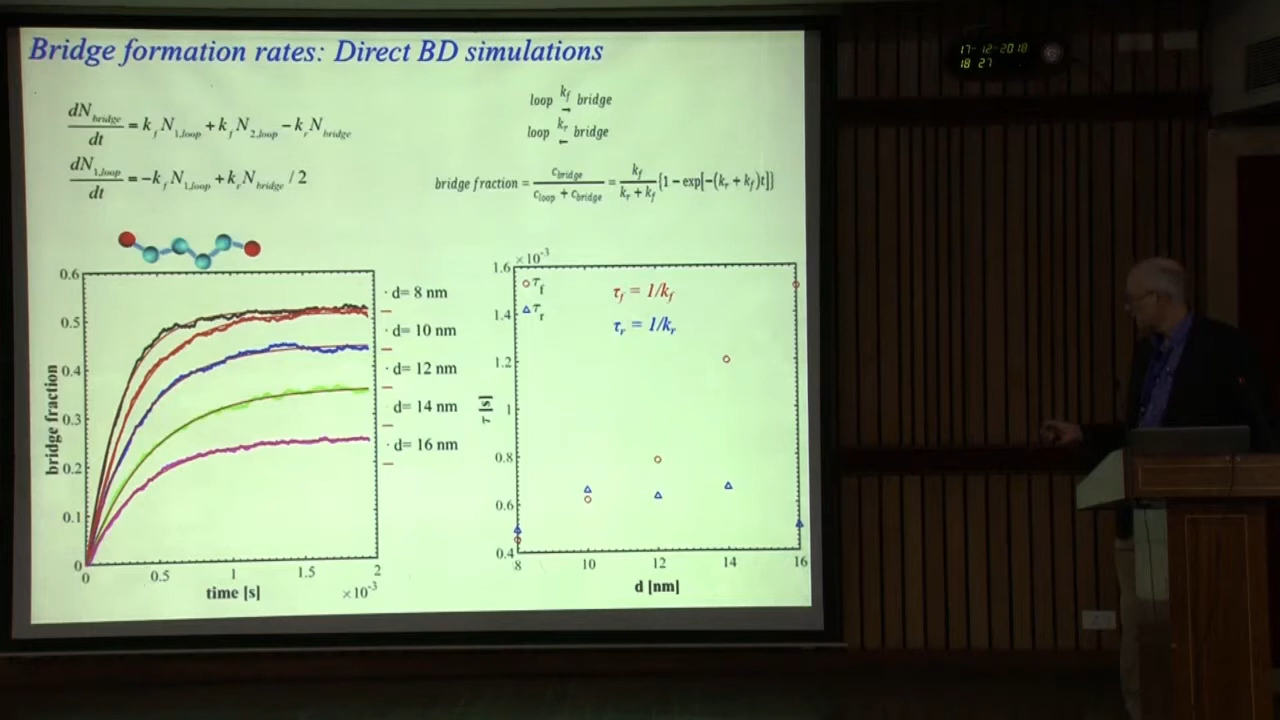 Bridge formation rates: Direct BD simulations
17-12-2018
18 27
dN_bridge/dt = k_f N_1,loop + k_f N_2,loop − k_r N_bridge
dN_1,loop/dt = −k_f N_1,loop + k_r N_bridge / 2
loop k_f → bridge
loop k_r ← bridge
bridge fraction = c_bridge/(c_loop + c_bridge) = k_f/(k_r + k_f) {1 − exp[−(k_r + k_f)t]}
0.6
0.5
0.4
0.3
0.2
0.1
0
bridge fraction
0 0.5 1 1.5 2
time [s] ×10^-3
d= 8 nm
d= 10 nm
d= 12 nm
d= 14 nm
d= 16 nm
×10^-3
1.6
1.4
1.2
1
0.8
0.6
0.4
τ [s]
τ_f
τ_r
τ_f = 1/k_f
τ_r = 1/k_r
8 10 12 14 16
d [nm]